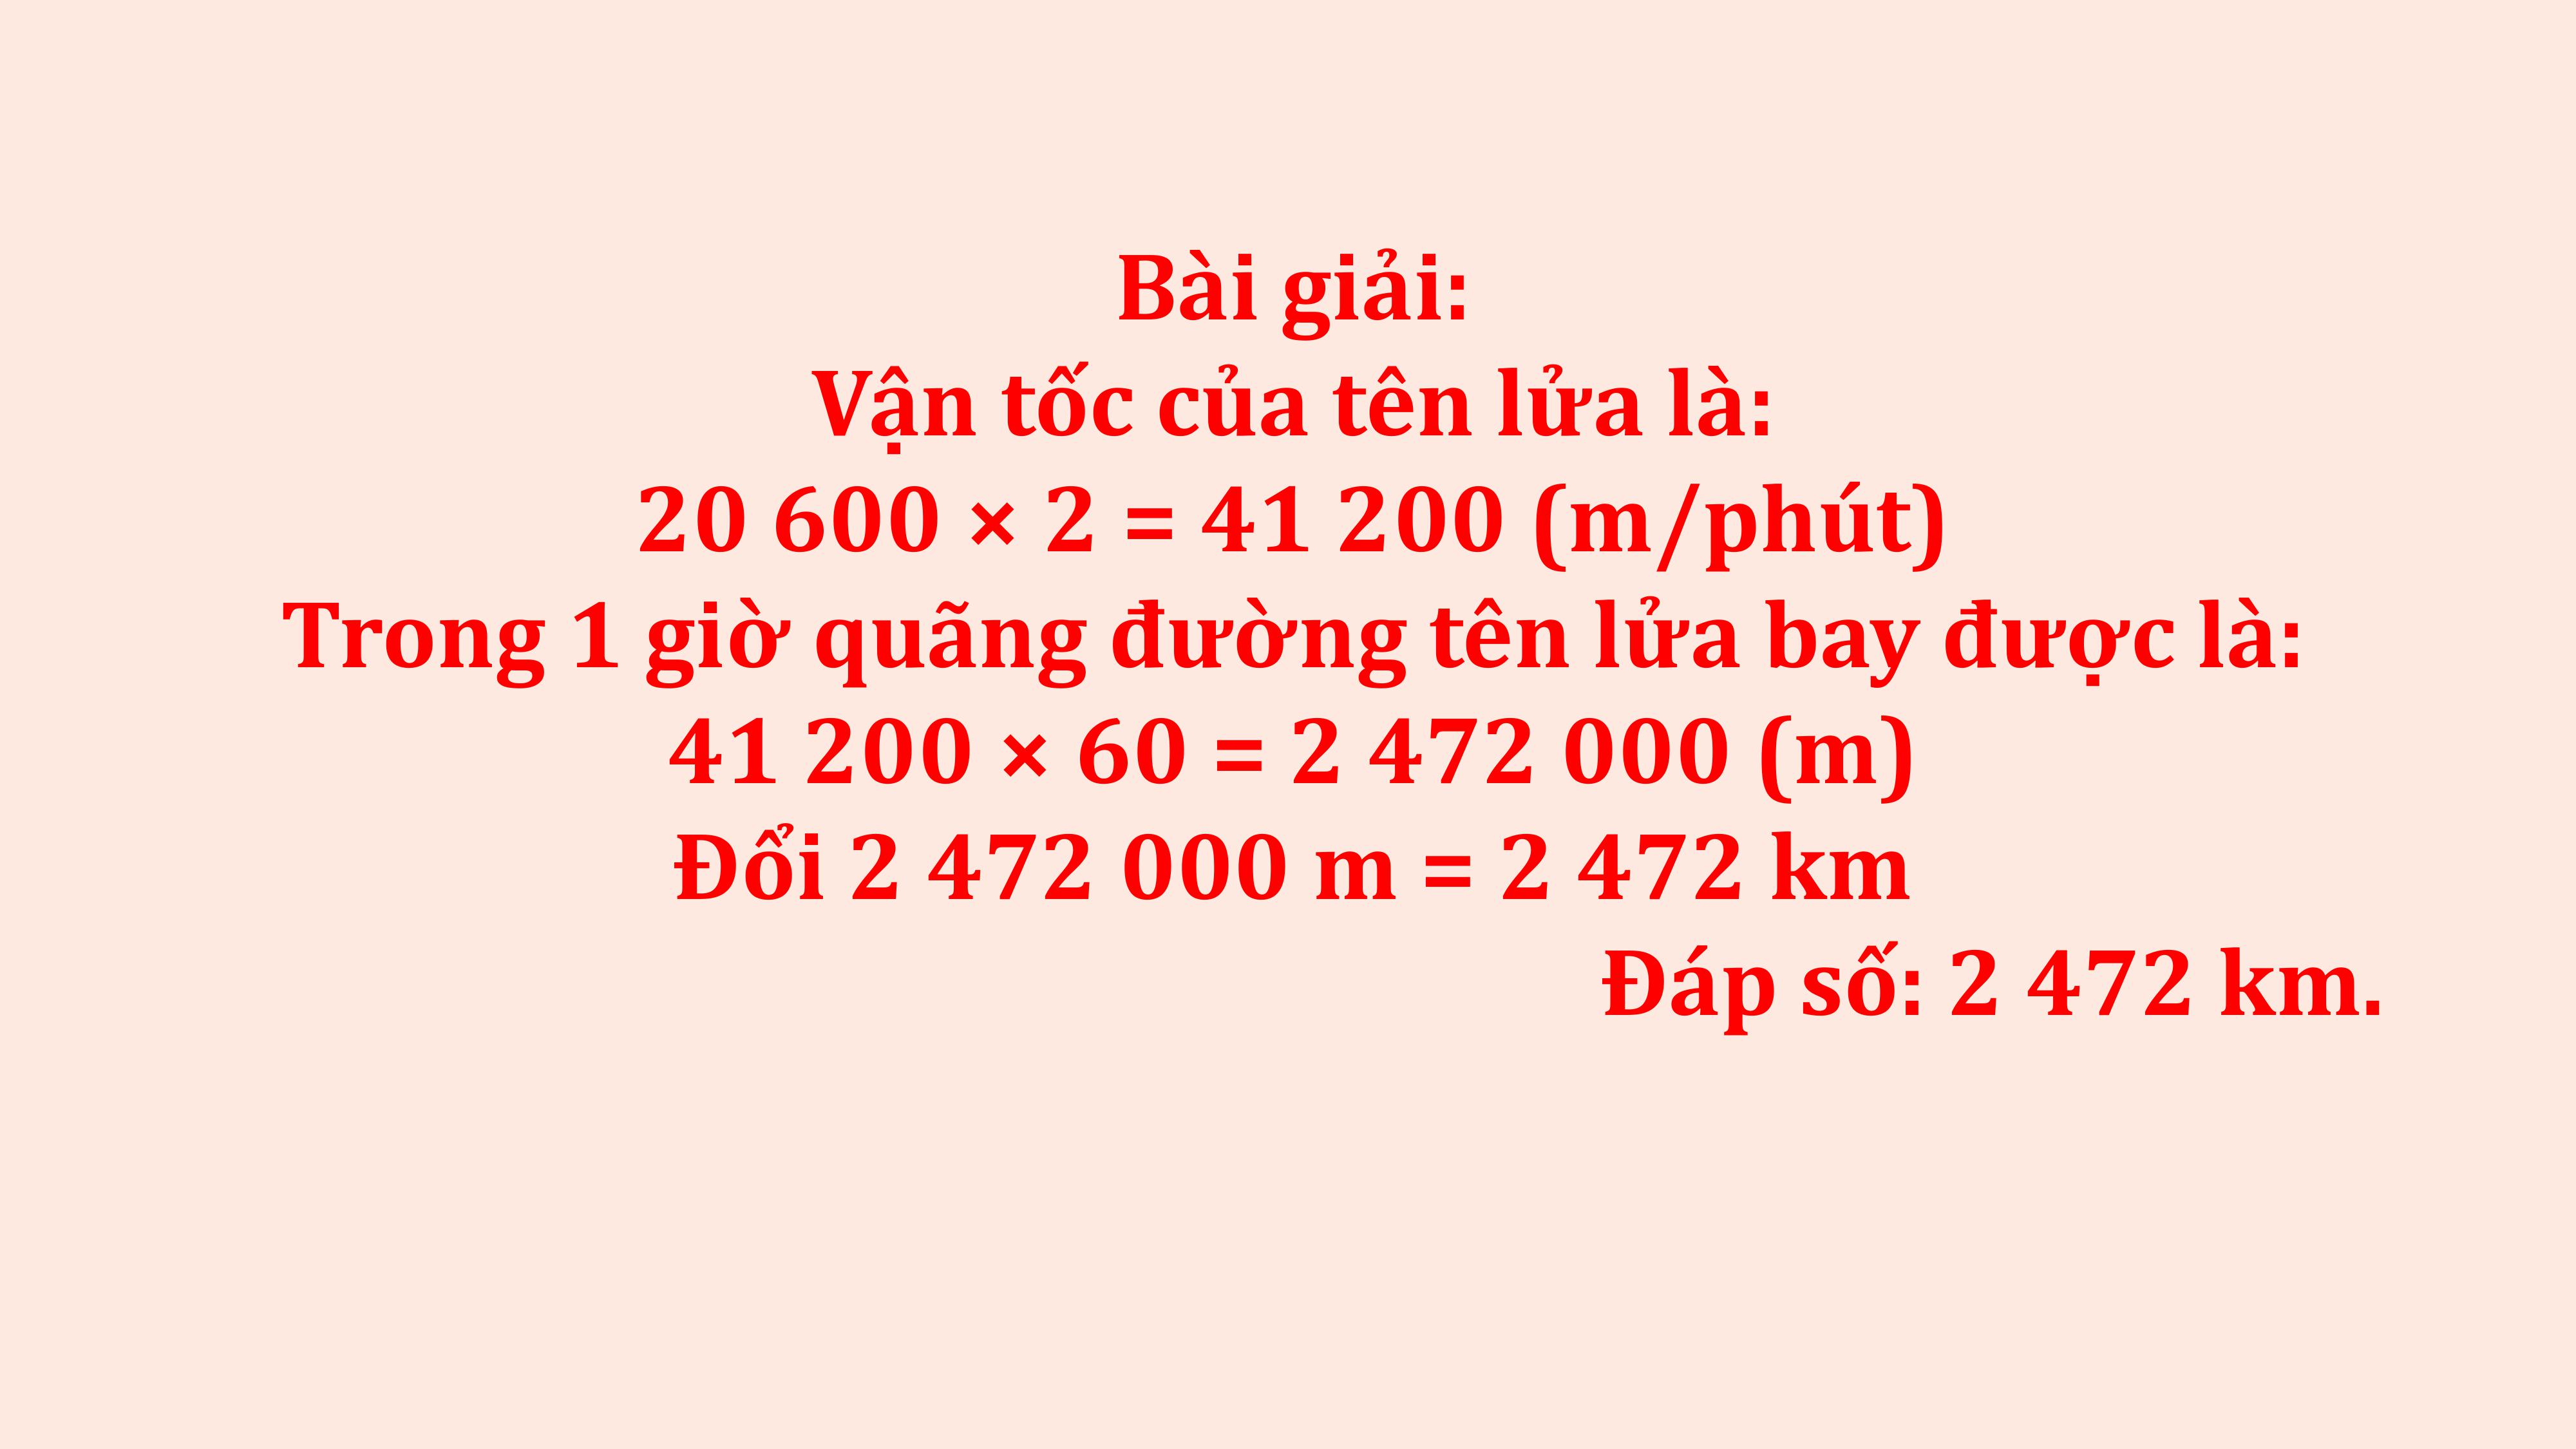 Bài giải:
Vận tốc của tên lửa là:
20 600 × 2 = 41 200 (m/phút)
Trong 1 giờ quãng đường tên lửa bay được là:
41 200 × 60 = 2 472 000 (m)
Đổi 2 472 000 m = 2 472 km
Đáp số: 2 472 km.